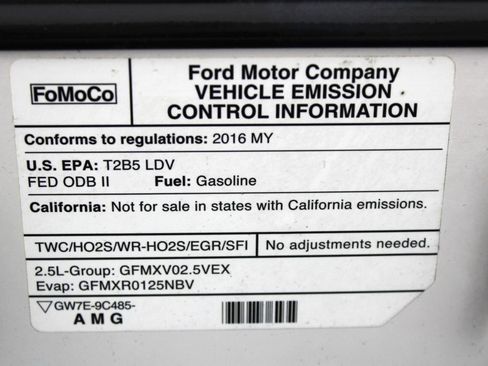 FoMoCo
Ford Motor Company
VEHICLE EMISSION
CONTROL INFORMATION
Conforms to regulations: 2016 MY
U.S. EPA: T2B5 LDV
FED ODB II Fuel: Gasoline
California: Not for sale in states with California emissions.
TWC/HO2S/WR-HO2S/EGR/SFI No adjustments needed.
2.5L-Group: GFMXV02.5VEX
Evap: GFMXR0125NBV
GW7E-9C485-
A M G